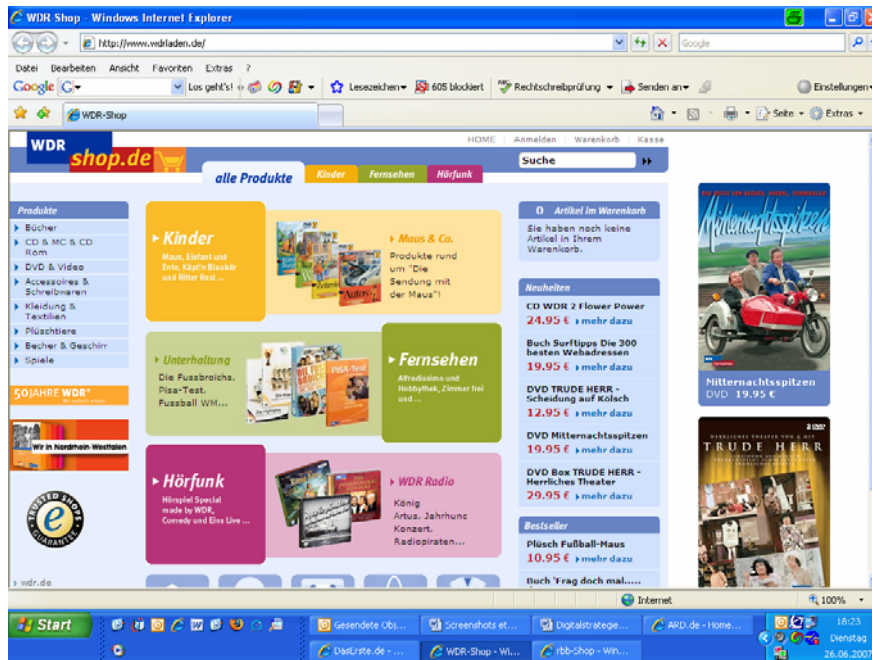 WDR-Shop - Windows Internet Explorer
http://www.wdrladen.de/
Google
Datei Bearbeiten Ansicht Favoriten Extras ?
Google G Los geht's! Lesezeichen 605 blockiert Rechtschreibprüfung Senden an Einstellungen
WDR-Shop
Seite Extras
HOME Anmelden Warenkorb Kasse
WDR
shop.de
Suche
alle Produkte Kinder Fernsehen Hörfunk
Produkte
Bücher
CD & MC & CD
Rom
DVD & Video
Accessoires &
Schreibwaren
Kleidung &
Textilien
Plüschtiere
Becher & Geschirr
Spiele
50 JAHRE WDR
Wir in Nordrhein-Westfalen
TRUSTED SHOPS
GUARANTEE
wdr.de
Kinder
Maus, Elefant und
Ente, Käpt'n Blaubär
und Ritter Rost ...
Maus & Co.
Produkte rund
um "Die
Sendung mit
der Maus"!
Unterhaltung
Die Fussbroichs.
Pisa-Test.
Fussball WM...
PISA-Test
Fernsehen
Alfredissimo und
Hobbythek, Zimmer frei
und ...
Hörfunk
Hörspiel Special
made by WDR,
Comedy und Eins Live ...
WDR Radio
König
Artus. Jahrhund
Konzert.
Radiopiraten...
0 Artikel im Warenkorb
Sie haben noch keine
Artikel in Ihrem
Warenkorb.
Neuheiten
CD WDR 2 Flower Power
24.95 € mehr dazu
Buch Surftipps Die 300
besten Webadressen
19.95 € mehr dazu
DVD TRUDE HERR -
Scheidung auf Kölsch
12.95 € mehr dazu
DVD Mitternachtsspitzen
19.95 € mehr dazu
DVD Box TRUDE HERR -
Herrliches Theater
29.95 € mehr dazu
Bestseller
Plüsch Fußball-Maus
10.95 € mehr dazu
Buch 'Frag doch mal.....
Mitternachtsspitzen
Mitternachtsspitzen
DVD 19.95 €
3 DVD
TRUDE HERR
Internet
100%
Start
Gesendete Obj...
Screenshots et...
Digitalstrategie...
ARD.de - Home...
DasErste.de - ...
WDR-Shop - Wi...
rbb-Shop - Win...
18:23
Dienstag
26.06.2007